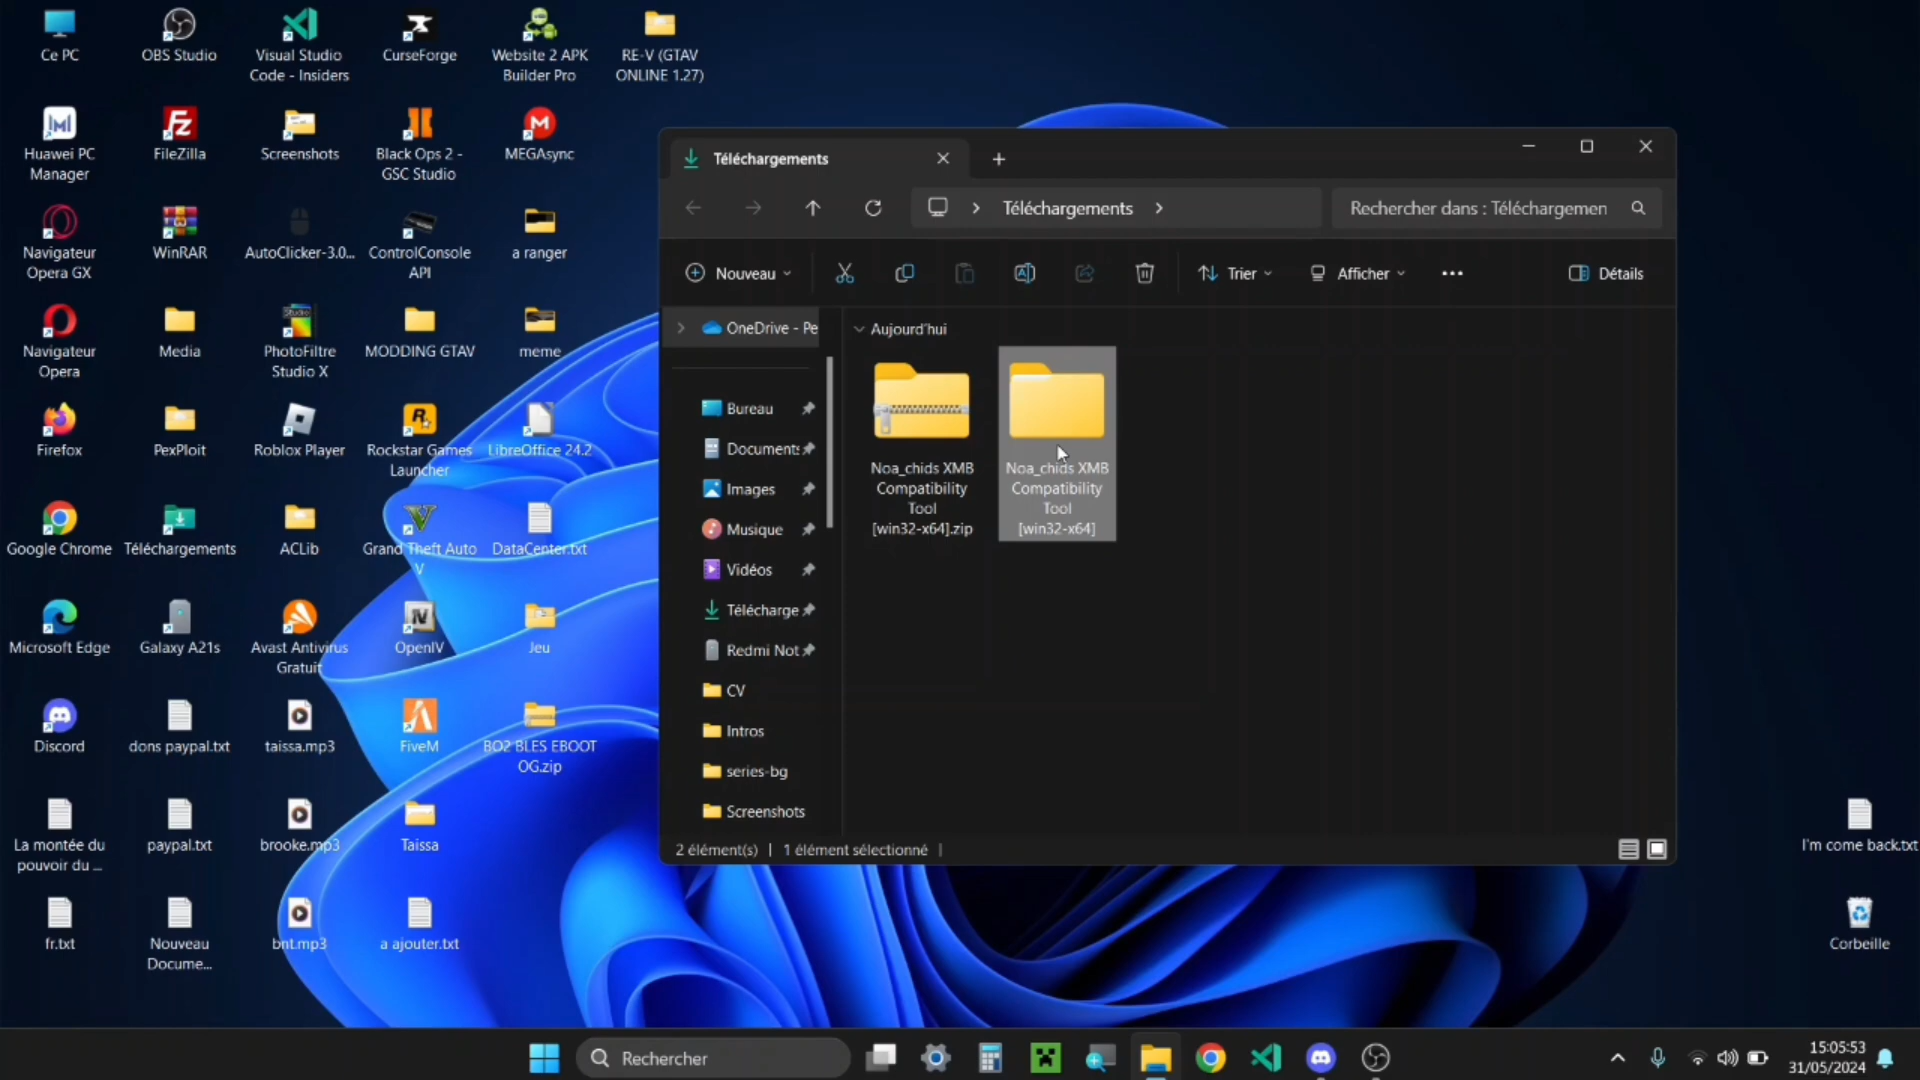 Ce PC
OBS Studio
Visual Studio
Code - Insiders
CurseForge
Website 2 APK
Builder Pro
RE-V (GTAV
ONLINE 1.27)
Huawei PC
Manager
FileZilla
Screenshots
Black Ops 2 -
GSC Studio
MEGAsync
Navigateur
Opera GX
WinRAR
AutoClicker-3.0...
ControlConsole
API
a ranger
Navigateur
Opera
Media
PhotoFiltre
Studio X
MODDING GTAV
meme
Firefox
PexPloit
Roblox Player
Rockstar Games
Launcher
LibreOffice 24.2
Google Chrome
Téléchargements
ACLib
Grand Theft Auto
V
DataCenter.txt
Microsoft Edge
Galaxy A21s
Avast Antivirus
Gratuit
OpenIV
Jeu
Discord
dons paypal.txt
taissa.mp3
FiveM
BO2 BLES EBOOT
OG.zip
La montée du
pouvoir du ...
paypal.txt
brooke.mp3
Taissa
fr.txt
Nouveau
Docume...
bnt.mp3
a ajouter.txt
Téléchargements
Téléchargements
Rechercher dans : Téléchargemen
Nouveau
Trier
Afficher
Détails
OneDrive - Pe
Bureau
Documents
Images
Musique
Vidéos
Télécharge
Redmi Not
CV
Intros
series-bg
Screenshots
Aujourd'hui
Noa_chids XMB
Compatibility
Tool
[win32-x64].zip
Noa_chids XMB
Compatibility
Tool
[win32-x64]
2 élément(s) | 1 élément sélectionné |
I'm come back.txt
Corbeille
Rechercher
15:05:53
31/05/2024